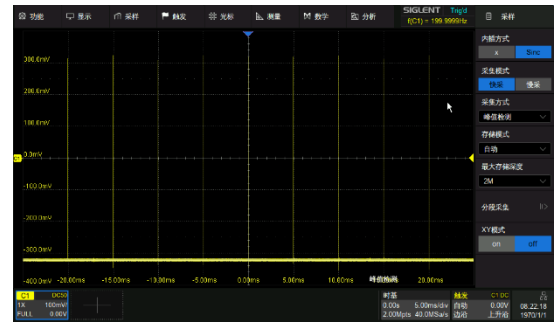 功能 显示 采样 触发 光标 测量 数学 分析 SIGLENT Trig'd 采样
f(C1) = 199.9999Hz
内插方式
x Sinc
采集模式
快采 慢采
采集方式
峰值检测
存储模式
自动
最大存储深度
2M
分段采集
XY模式
on off
300.0mV
200.0mV
100.0mV
0.0mV
-100.0mV
-200.0mV
-300.0mV
-400.0mV -20.00ms -15.00ms -10.00ms -5.00ms 0.00ms 5.00ms 10.00ms 峰值检测 20.00ms
C1 DC50 时基 触发 C1 DC
1X 100mV/ 0.00s 5.00ms/div 自动 0.00V 08:22:18
FULL 0.00V 2.00Mpts 40.0MSa/s 边沿 上升沿 1970/1/1